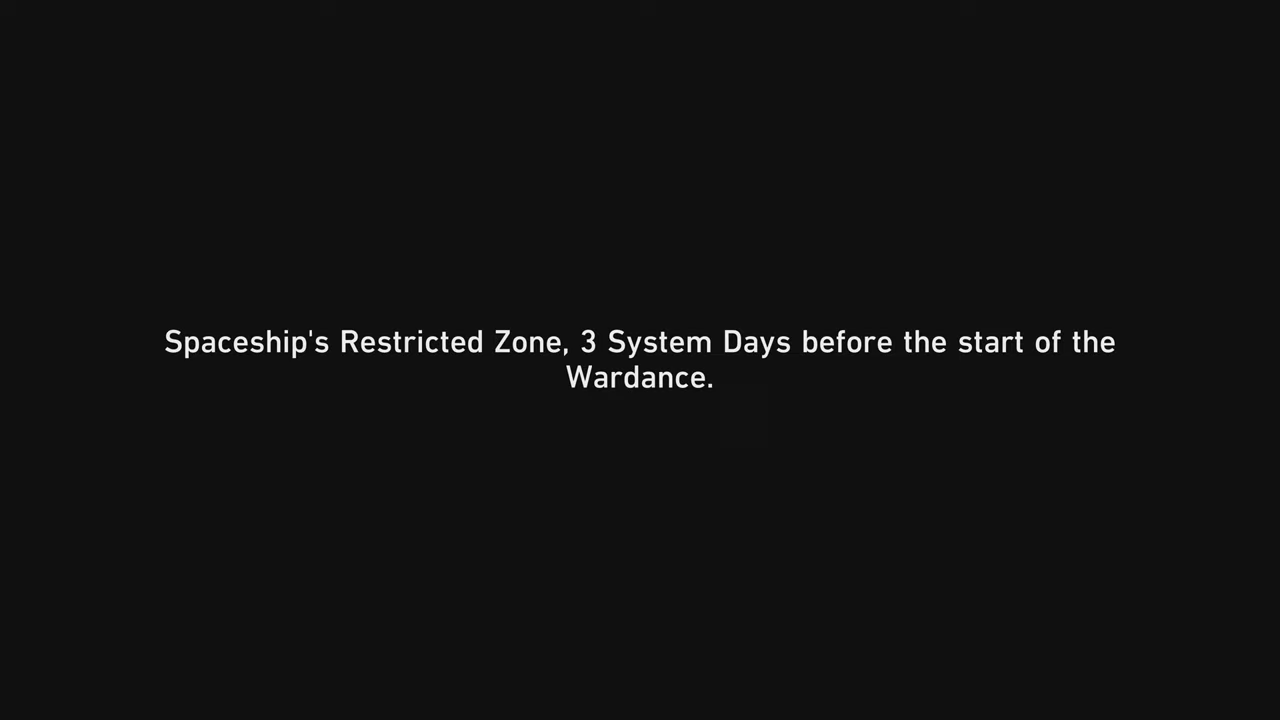 Spaceship's Restricted Zone, 3 System Days before the start of the
Wardance.